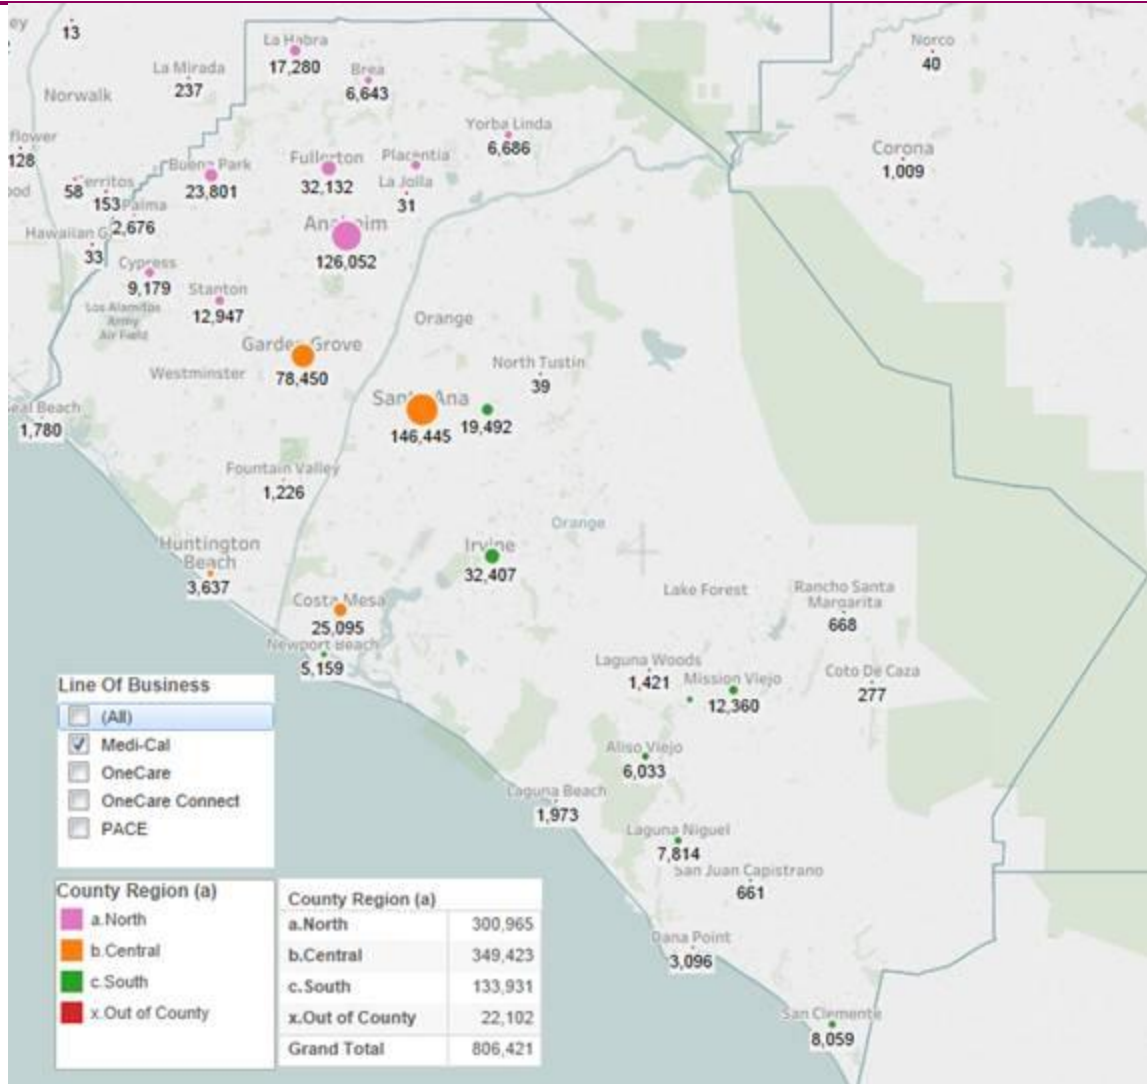 13
La Habra
17,280
La Mirada
237
Brea
6,643
Norco
40
Norwalk
Yorba Linda
6,686
128
Corona
1,009
Buena Park
23,801
Fullerton
32,132
Placentia
La Jolla
31
58
153
Palma
2,676
Hawaiian G
33
Anaheim
126,052
Cypress
9,179
Stanton
12,947
Los Alamitos
Army
Air Field
Orange
Garden Grove
78,450
Westminster
North Tustin
39
Santa Ana
146,445
19,492
Seal Beach
1,780
Fountain Valley
1,226
Orange
Huntington
Beach
3,637
Irvine
32,407
Costa Mesa
25,095
Lake Forest
Rancho Santa
Margarita
668
Newport Beach
5,159
Laguna Woods
1,421
Mission Viejo
12,360
Coto De Caza
277
Aliso Viejo
6,033
Laguna Beach
1,973
Laguna Niguel
7,814
San Juan Capistrano
661
Dana Point
3,096
San Clemente
8,059
Line Of Business
(All)
Medi-Cal
OneCare
OneCare Connect
PACE
County Region (a)
a.North
b.Central
c.South
x.Out of County
County Region (a)
a.North 300,965
b.Central 349,423
c.South 133,931
x.Out of County 22,102
Grand Total 806,421